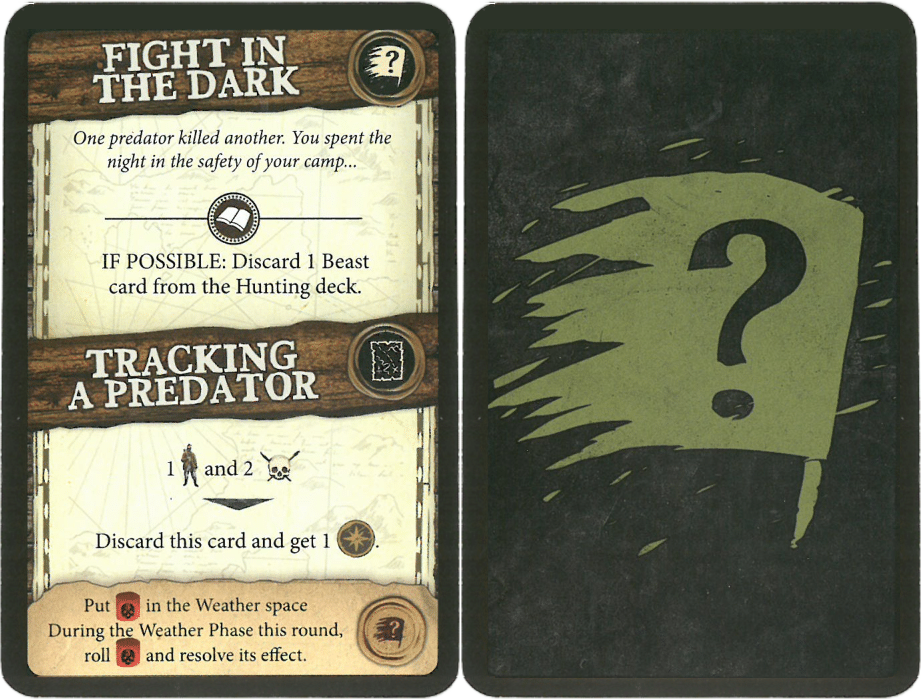 FIGHT IN
THE DARK
?
One predator killed another. You spent the
night in the safety of your camp...
IF POSSIBLE: Discard 1 Beast
card from the Hunting deck.
TRACKING
A PREDATOR
1 and 2
Discard this card and get 1 .
Put in the Weather space
During the Weather Phase this round,
roll and resolve its effect.
?
?